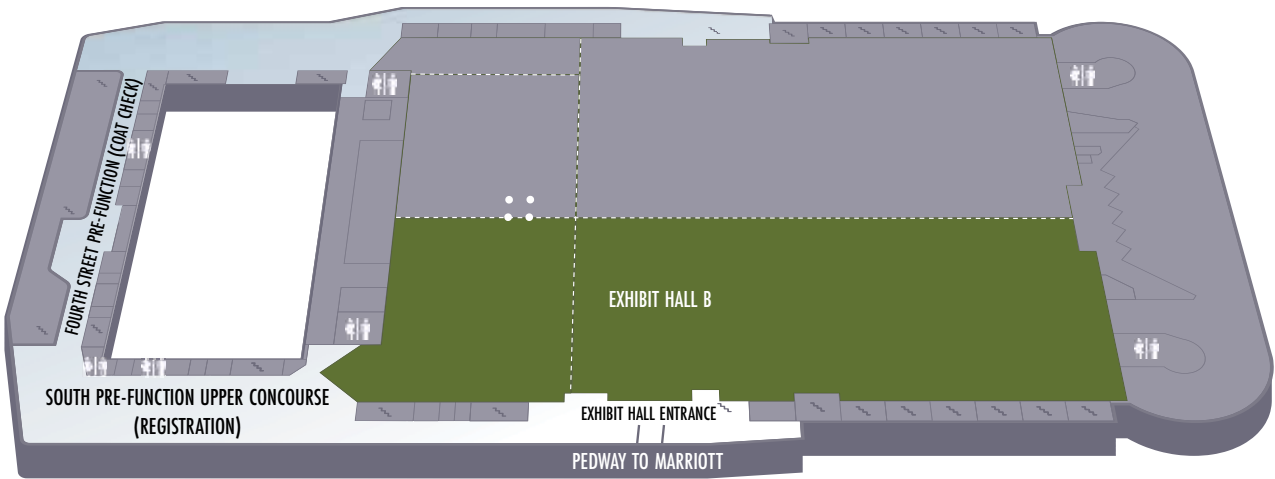 FOURTH STREET PRE-FUNCTION (COAT CHECK)
EXHIBIT HALL B
SOUTH PRE-FUNCTION UPPER CONCOURSE
(REGISTRATION)
EXHIBIT HALL ENTRANCE
PEDWAY TO MARRIOTT